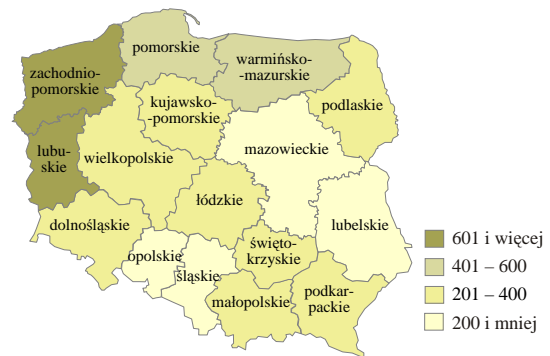 pomorskie
warmińsko-
-mazurskie
zachodnio-
pomorskie
podlaskie
kujawsko-
-pomorskie
lubu-
skie
wielkopolskie
mazowieckie
łódzkie
lubelskie
dolnośląskie
opolskie
śląskie
święto-
krzyskie
małopolskie
podkar-
packie
601 i więcej
401 – 600
201 – 400
200 i mniej